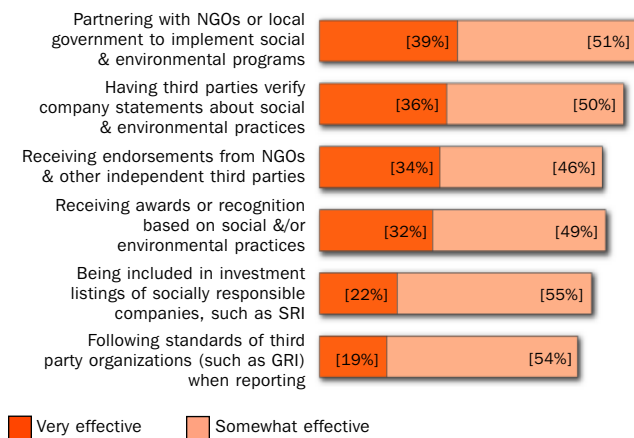 Partnering with NGOs or local
government to implement social
& environmental programs
[39%] [51%]
Having third parties verify
company statements about social
& environmental practices
[36%] [50%]
Receiving endorsements from NGOs
& other independent third parties
[34%] [46%]
Receiving awards or recognition
based on social &/or
environmental practices
[32%] [49%]
Being included in investment
listings of socially responsible
companies, such as SRI
[22%] [55%]
Following standards of third
party organizations (such as GRI)
when reporting
[19%] [54%]
Very effective Somewhat effective